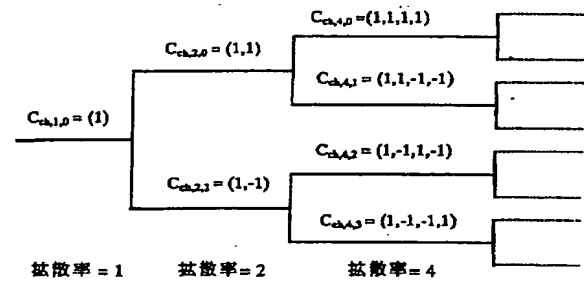 C_ch,4,0=(1,1,1,1)
C_ch,2,0 = (1,1)
C_ch,4,1 = (1,1,-1,-1)
C_ch,1,0 = (1)
C_ch,4,2 = (1,-1,1,-1)
C_ch,2,1 = (1,-1)
C_ch,4,3 = (1,-1,-1,1)
拡散率 = 1 拡散率 = 2 拡散率 = 4